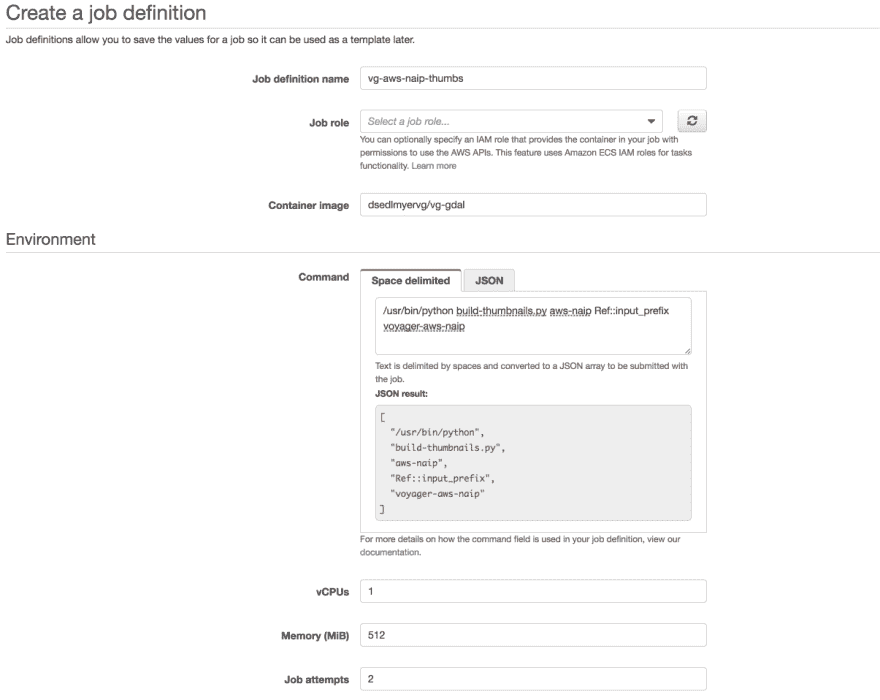 Create a job definition
Job definitions allow you to save the values for a job so it can be used as a template later.
Job definition name
vg-aws-naip-thumbs
Job role
Select a job role...
You can optionally specify an IAM role that provides the container in your job with
permissions to use the AWS APIs. This feature uses Amazon ECS IAM roles for tasks
functionality. Learn more
Container image
dsedlmyervg/vg-gdal
Environment
Command
Space delimited
JSON
/usr/bin/python build-thumbnails.py aws-naip Ref::input_prefix
voyager-aws-naip
Text is delimited by spaces and converted to a JSON array to be submitted with
the job.
JSON result:
[
"/usr/bin/python",
"build-thumbnails.py",
"aws-naip",
"Ref::input_prefix",
"voyager-aws-naip"
]
For more details on how the command field is used in your job definition, view our
documentation.
vCPUs
1
Memory (MiB)
512
Job attempts
2